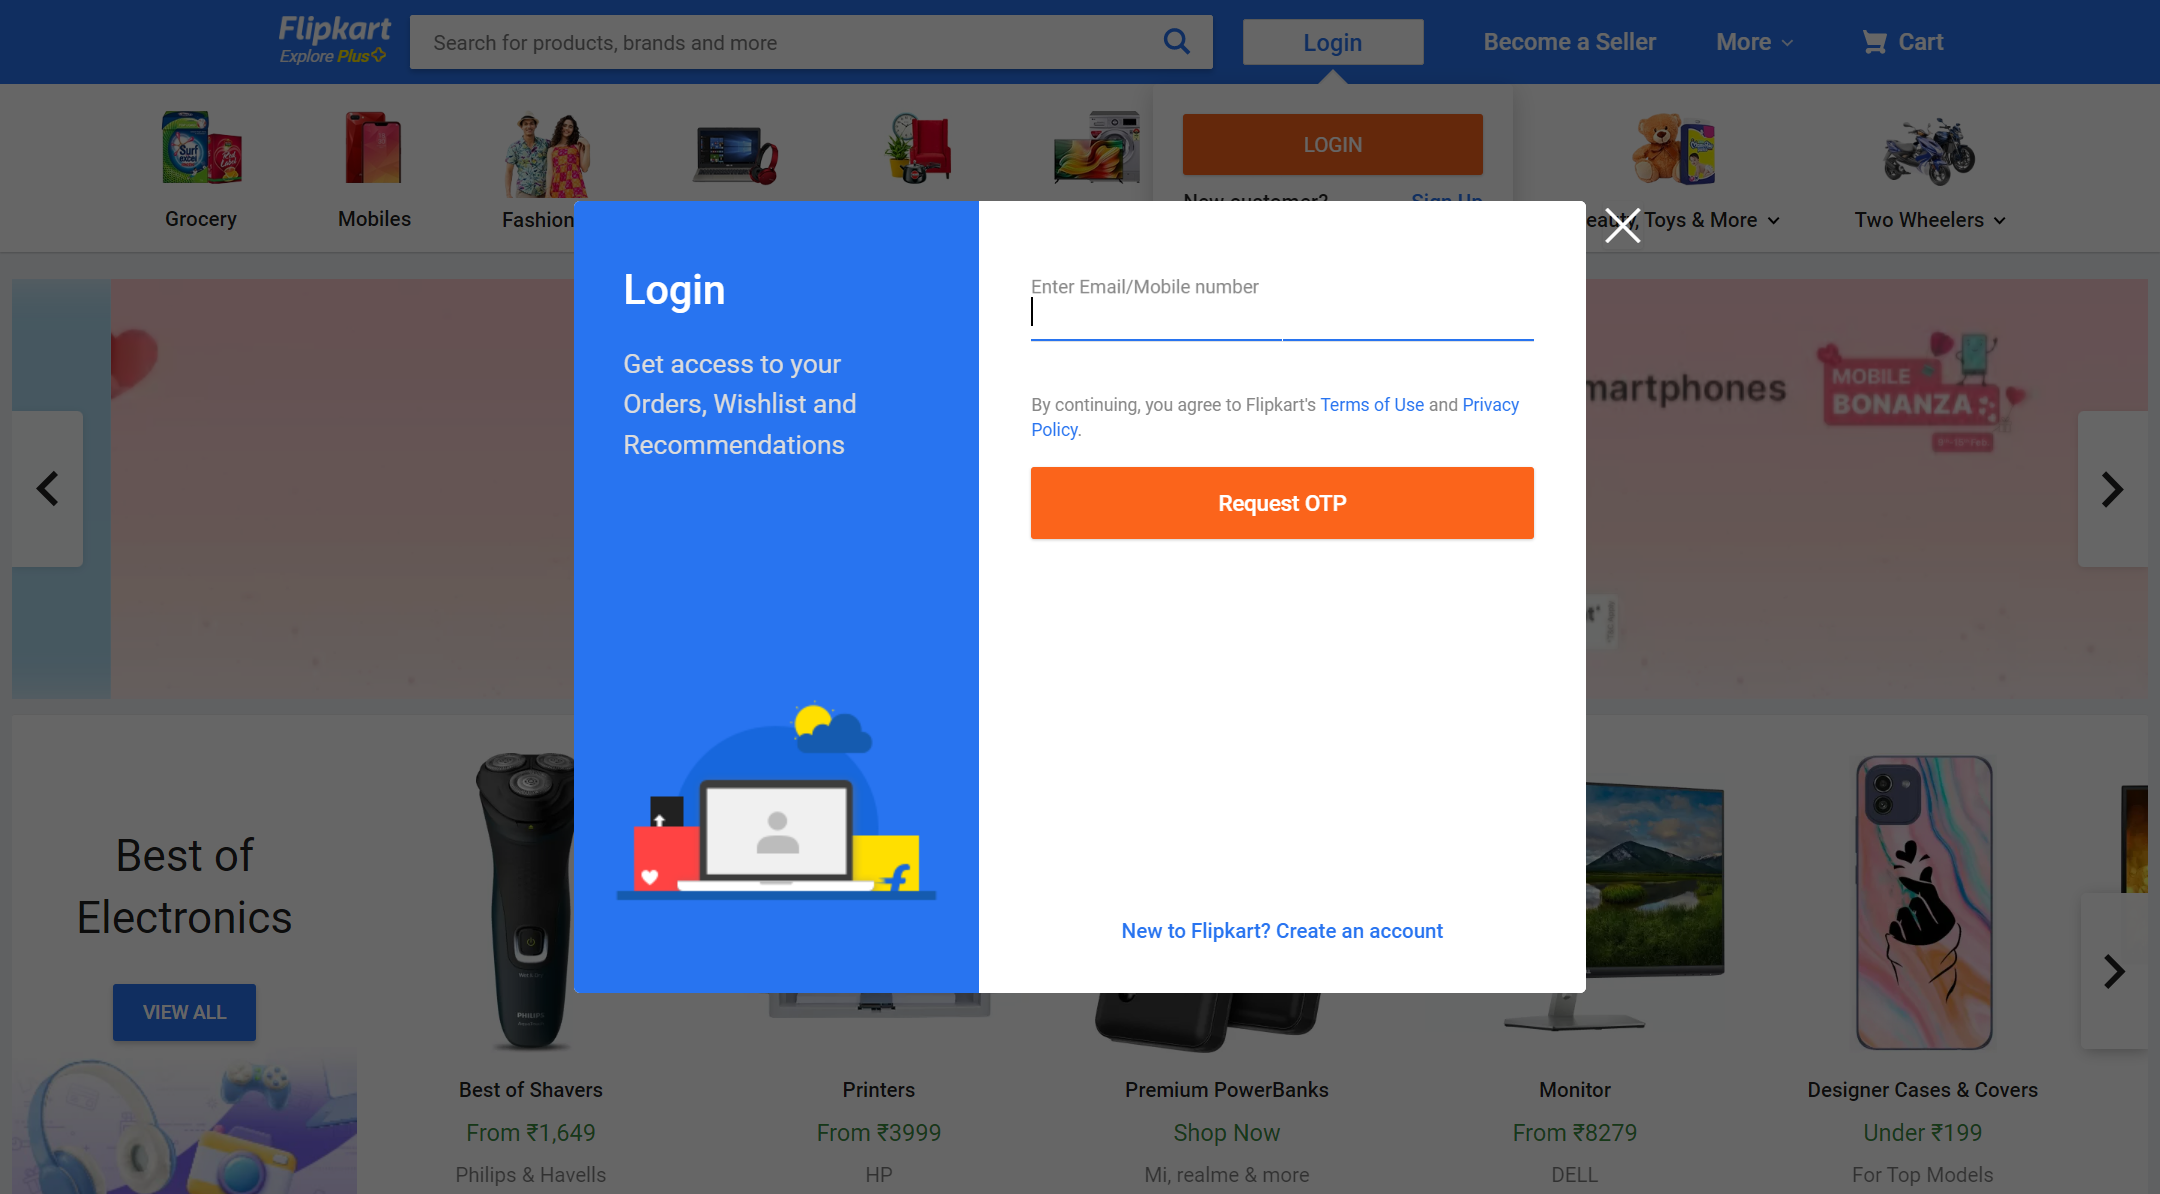 Flipkart
Explore Plus
Search for products, brands and more
Login
Become a Seller
More
Cart
LOGIN
New customer?
Sign Up
Grocery
Mobiles
Fashion
eauty, Toys & More
Two Wheelers
Login
Get access to your
Orders, Wishlist and
Recommendations
Enter Email/Mobile number
By continuing, you agree to Flipkart's Terms of Use and Privacy
Policy.
Request OTP
New to Flipkart? Create an account
martphones
MOBILE
BONANZA
Best of
Electronics
VIEW ALL
PHILIPS
Best of Shavers
From ₹1,649
Philips & Havells
Printers
From ₹3999
HP
Premium PowerBanks
Shop Now
Mi, realme & more
Monitor
From ₹8279
DELL
Designer Cases & Covers
Under ₹199
For Top Models